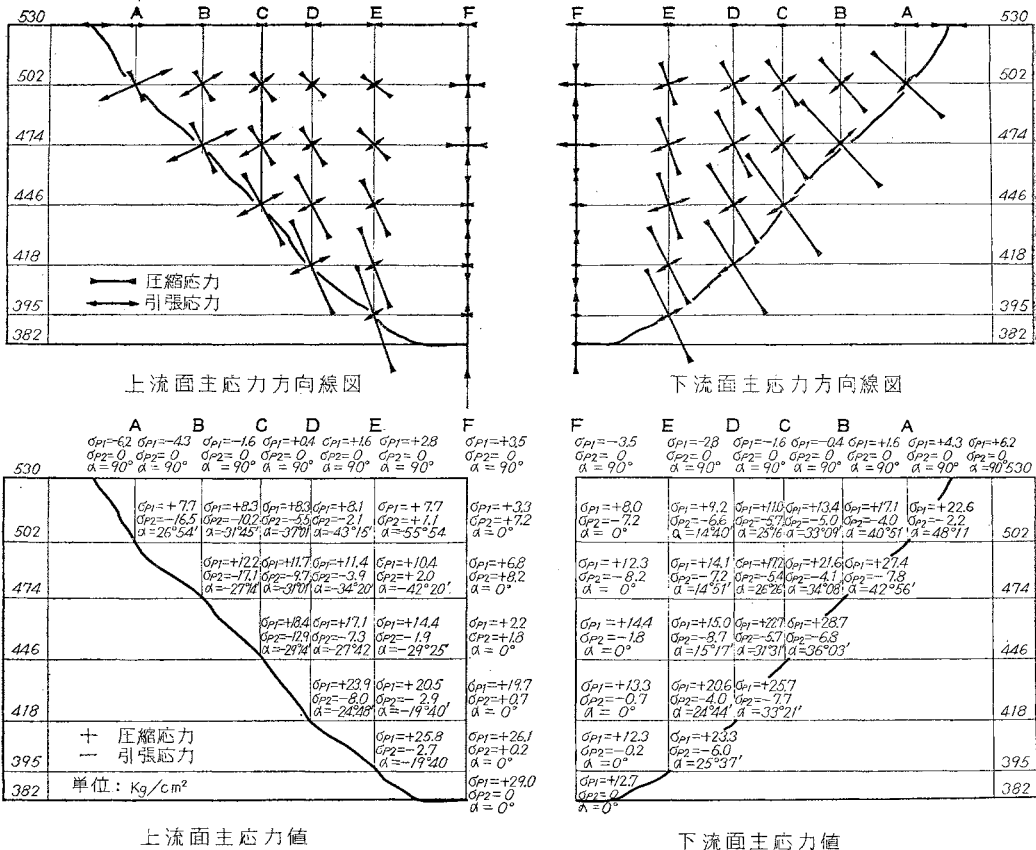 A B C D E F
530
502
474
446
418
395
382
圧縮応力
引張応力
上流面主応力方向線図
F E D C B A
530
502
474
446
418
395
382
下流面主応力方向線図
A B C D E F
σP1=-6.2 σP1=-4.3 σP1=-1.6 σP1=+0.4 σP1=+1.6 σP1=+2.8 σP1=+3.5
σP2=0 σP2=0 σP2=0 σP2=0 σP2=0 σP2=0 σP2=0
α=90° α=90° α=90° α=90° α=90° α=90° α=90°
530
σP1=+7.7 σP1=+8.3 σP1=+8.3 σP1=+8.1 σP1=+7.7 σP1=+3.3
σP2=-16.5 σP2=-10.2 σP2=-5.5 σP2=-2.1 σP2=+1.1 σP2=+7.2
α=26°54' α=-31°45' α=-37°01' α=-43°15' α=-55°54 α=0°
502
σP1=+12.2 σP1=+11.7 σP1=+11.4 σP1=+10.4 σP1=+6.8
σP2=-17.1 σP2=-9.7 σP2=-3.9 σP2=+2.0 σP2=+8.2
α=-27°14' α=-31°01' α=-34°20' α=-42°20' α=0°
474
σP1=+18.4 σP1=+17.1 σP1=+14.4 σP1=+2.2
σP2=-12.9 σP2=-7.3 σP2=-1.9 σP2=+1.8
α=-29°14' α=-27°42 α=-29°25' α=0°
446
σP1=+23.9 σP1=+20.5 σP1=+19.7
σP2=-8.0 σP2=-2.9 σP2=+0.7
α=-24°48' α=-19°40' α=0°
418
σP1=+25.8 σP1=+26.1
σP2=-2.7 σP2=+0.2
α=-19°40 α=0°
395
σP1=+29.0
σP2=0
α=0°
382
+ 圧縮応力
- 引張応力
単位: Kg/cm²
上流面主応力値
F E D C B A
σP1=-3.5 σP1=-2.8 σP1=-1.6 σP1=-0.4 σP1=+1.6 σP1=+4.3 σP1=+6.2
σP2=0 σP2=0 σP2=0 σP2=0 σP2=0 σP2=0 σP2=0
α=90° α=90° α=90° α=90° α=90° α=90° α=90° 530
σP1=+8.0 σP1=+9.2 σP1=+11.0 σP1=+13.4 σP1=+17.1 σP1=+22.6
σP2=-7.2 σP2=-6.6 σP2=-5.7 σP2=-5.0 σP2=-4.0 σP2=-2.2
α=0° α=14°40' α=25°16 α=33°09' α=40°51' α=48°11'
502
σP1=+12.3 σP1=+14.1 σP1=+17.2 σP1=+21.6 σP1=+27.4
σP2=-8.2 σP2=-7.2 σP2=-5.4 σP2=-4.1 σP2=-7.8
α=0° α=14°51' α=26°26' α=34°08' α=42°56'
474
σP1=+14.4 σP1=+15.0 σP1=+22.7 σP1=+28.7
σP2=-1.8 σP2=-8.7 σP2=-5.7 σP2=-6.8
α=0° α=15°17' α=31°31' α=36°03'
446
σP1=+13.3 σP1=+20.6 σP1=+25.7
σP2=-0.7 σP2=-4.0 σP2=-7.7
α=0° α=24°44' α=33°21'
418
σP1=+12.3 σP1=+23.3
σP2=-0.2 σP2=-6.0
α=0° α=25°37'
395
σP1=+12.7
σP2=0
α=0°
382
下流面主応力値